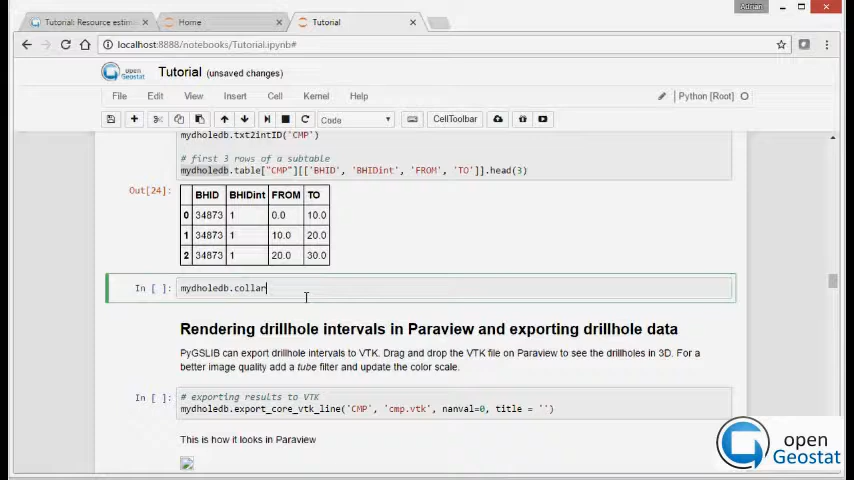 Adrian
Tutorial: Resource estim
Home
Tutorial
localhost:8888/notebooks/Tutorial.ipynb#
open
Geostat
Tutorial (unsaved changes)
File Edit View Insert Cell Kernel Help
Python [Root]
Code
CellToolbar
mydholedb.txt2intID('CMP')
# first 3 rows of a subtable
mydholedb.table["CMP"][['BHID', 'BHIDint', 'FROM', 'TO']].head(3)
Out[24]:
BHID BHIDint FROM TO
0 34873 1 0.0 10.0
1 34873 1 10.0 20.0
2 34873 1 20.0 30.0
In [ ]: mydholedb.collar
Rendering drillhole intervals in Paraview and exporting drillhole data
PyGSLIB can export drillhole intervals to VTK. Drag and drop the VTK file on Paraview to see the drillholes in 3D. For a
better image quality add a tube filter and update the color scale.
In [ ]: # exporting results to VTK
mydholedb.export_core_vtk_line('CMP', 'cmp.vtk', nanval=0, title = '')
This is how it looks in Paraview
open
Geostat